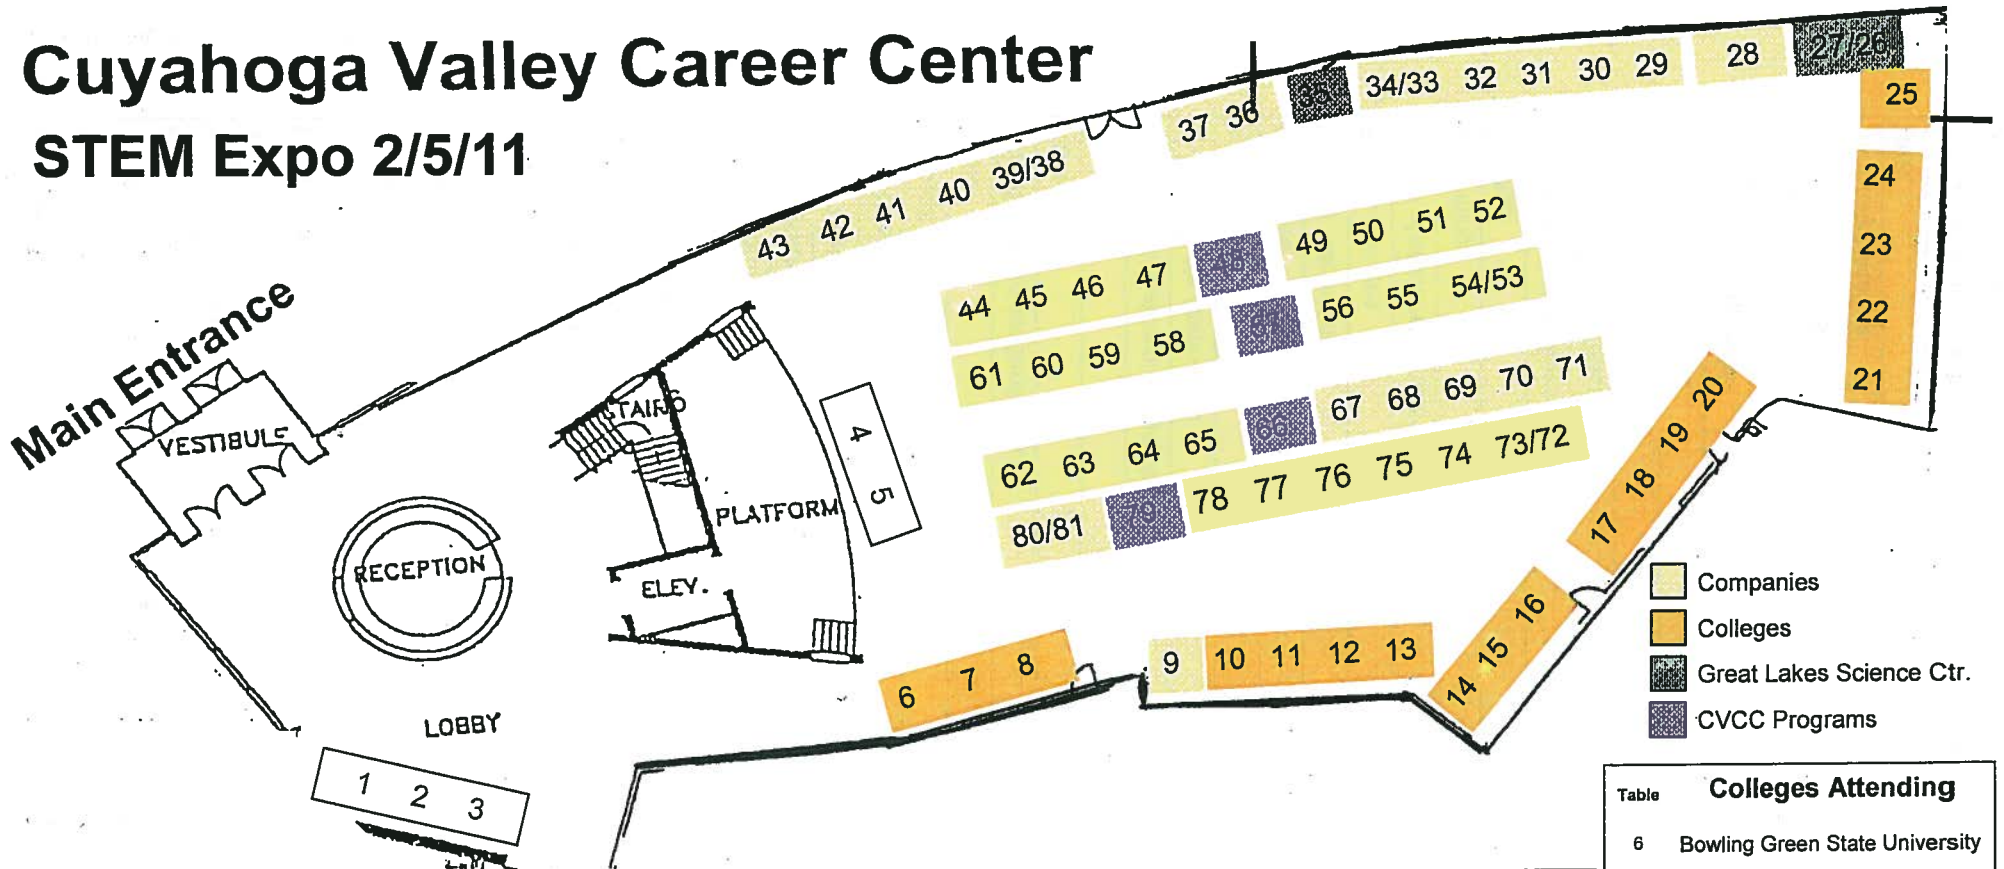 Cuyahoga Valley Career Center
STEM Expo 2/5/11
Main Entrance
VESTIBULE
RECEPTION
LOBBY
1 2 3
STAIRS
PLATFORM
ELEV.
4
5
43 42 41 40 39/38
37 36
35
34/33 32 31 30 29
28
27/26
25
24
23
22
21
44 45 46 47
48
49 50 51 52
61 60 59 58
57
56 55 54/53
62 63 64 65
66
67 68 69 70 71
80/81
79
78 77 76 75 74 73/72
20
19
18
17
16
15
14
6 7 8
9
10 11 12 13
Companies
Colleges
Great Lakes Science Ctr.
CVCC Programs
Table Colleges Attending
6 Bowling Green State University